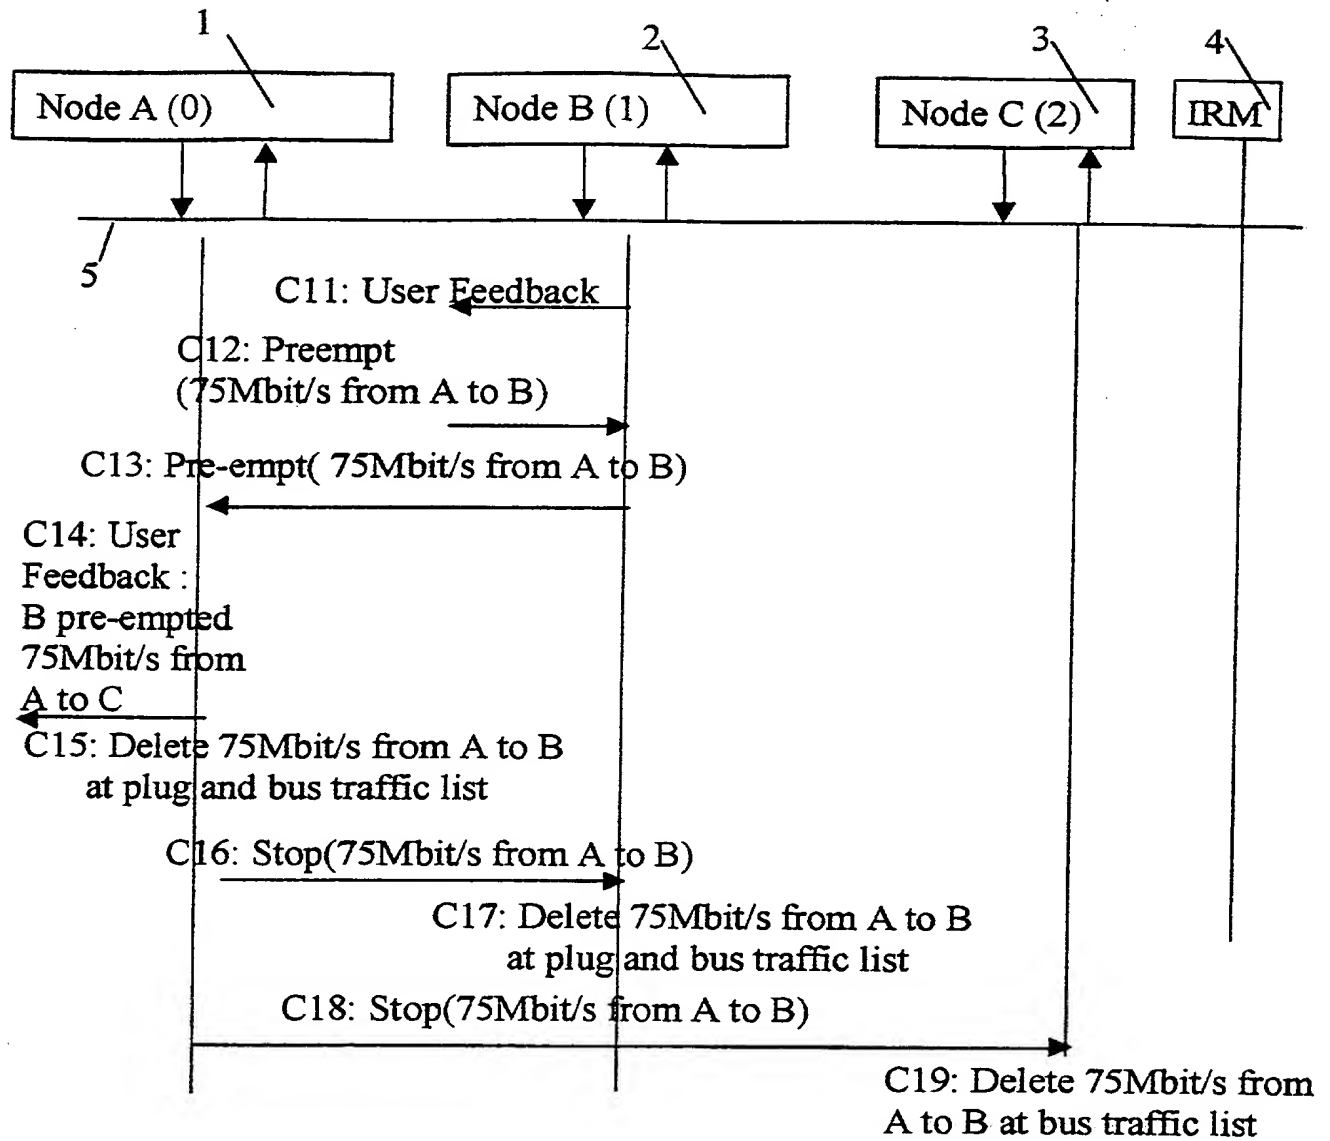 1
2
3
4
Node A (0)
Node B (1)
Node C (2)
IRM
5
C11: User Feedback
C12: Preempt
(75Mbit/s from A to B)
C13: Pre-empt( 75Mbit/s from A to B)
C14: User
Feedback :
B pre-empted
75Mbit/s from
A to C
C15: Delete 75Mbit/s from A to B
at plug and bus traffic list
C16: Stop(75Mbit/s from A to B)
C17: Delete 75Mbit/s from A to B
at plug and bus traffic list
C18: Stop(75Mbit/s from A to B)
C19: Delete 75Mbit/s from
A to B at bus traffic list